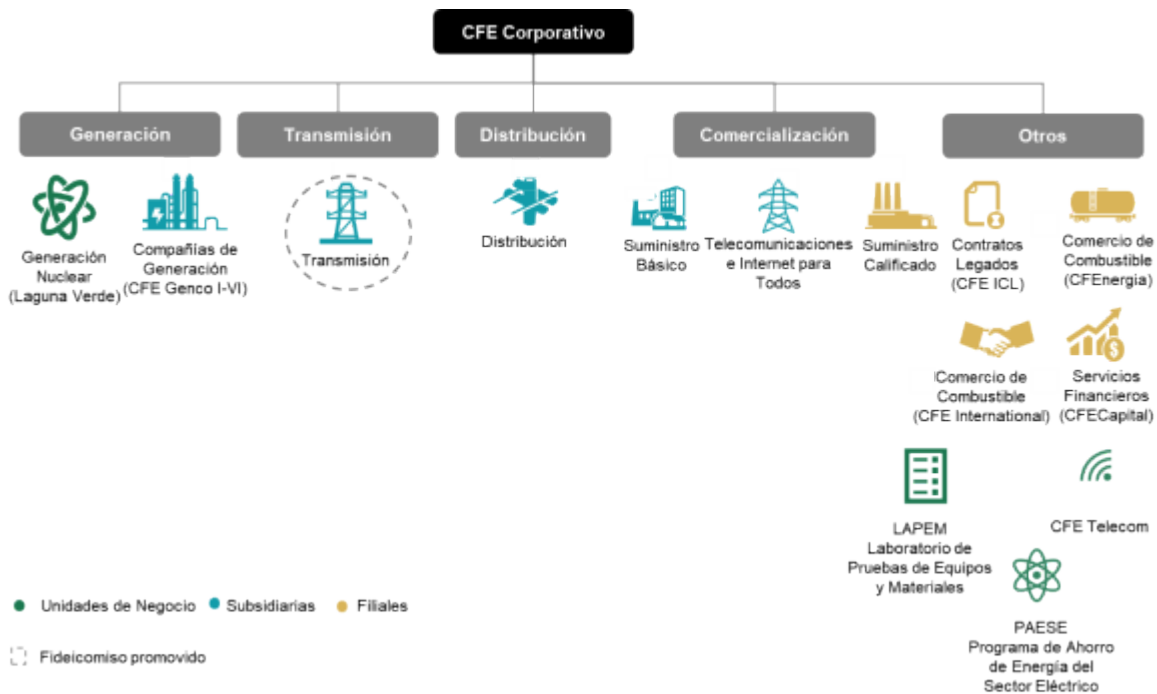 CFE Corporativo
Generación
Transmisión
Distribución
Comercialización
Otros
Generación
Nuclear
(Laguna Verde)
Compañías de
Generación
(CFE Genco I-VI)
Transmisión
Distribución
Suministro
Básico
Telecomunicaciones
e Internet para
Todos
Suministro
Calificado
Contratos
Legados
(CFE ICL)
Comercio de
Combustible
(CFEnergía)
Comercio de
Combustible
(CFE International)
Servicios
Financieros
(CFECapital)
LAPEM
Laboratorio de
Pruebas de Equipos
y Materiales
CFE Telecom
PAESE
Programa de Ahorro
de Energía del
Sector Eléctrico
Unidades de Negocio
Subsidiarias
Filiales
Fideicomiso promovido